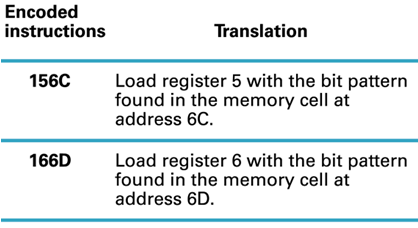 Encoded
instructions
Translation
156C
Load register 5 with the bit pattern
found in the memory cell at
address 6C.
166D
Load register 6 with the bit pattern
found in the memory cell at
address 6D.